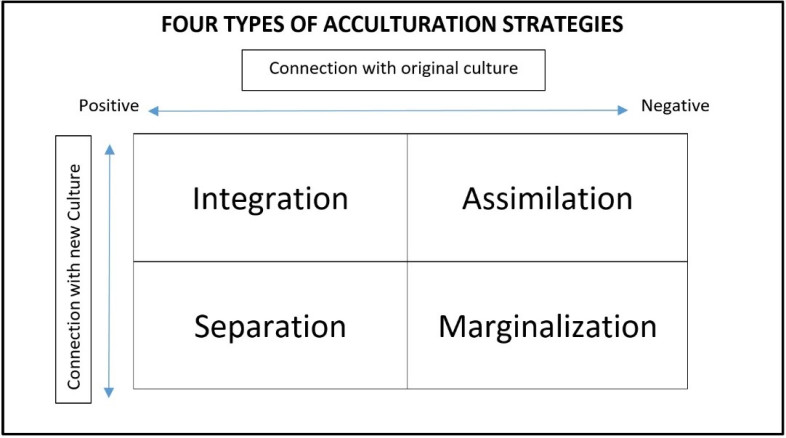 FOUR TYPES OF ACCULTURATION STRATEGIES
Connection with original culture
Positive
Negative
Connection with new Culture
Integration
Assimilation
Separation
Marginalization